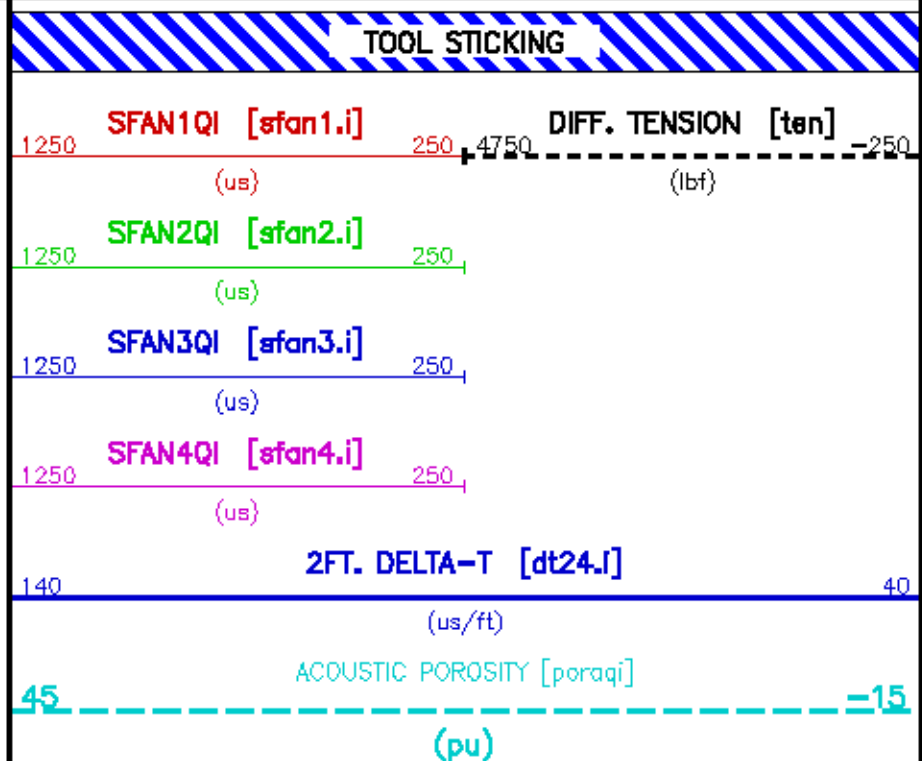 TOOL STICKING
SFAN1QI [sfan1.i] DIFF. TENSION [ten]
1250 250 4750 -250
(us) (lbf)
SFAN2QI [sfan2.i]
1250 250
(us)
SFAN3QI [sfan3.i]
1250 250
(us)
SFAN4QI [sfan4.i]
1250 250
(us)
2FT. DELTA-T [dt24.I]
140 40
(us/ft)
ACOUSTIC POROSITY [poraqi]
45 -15
(pu)